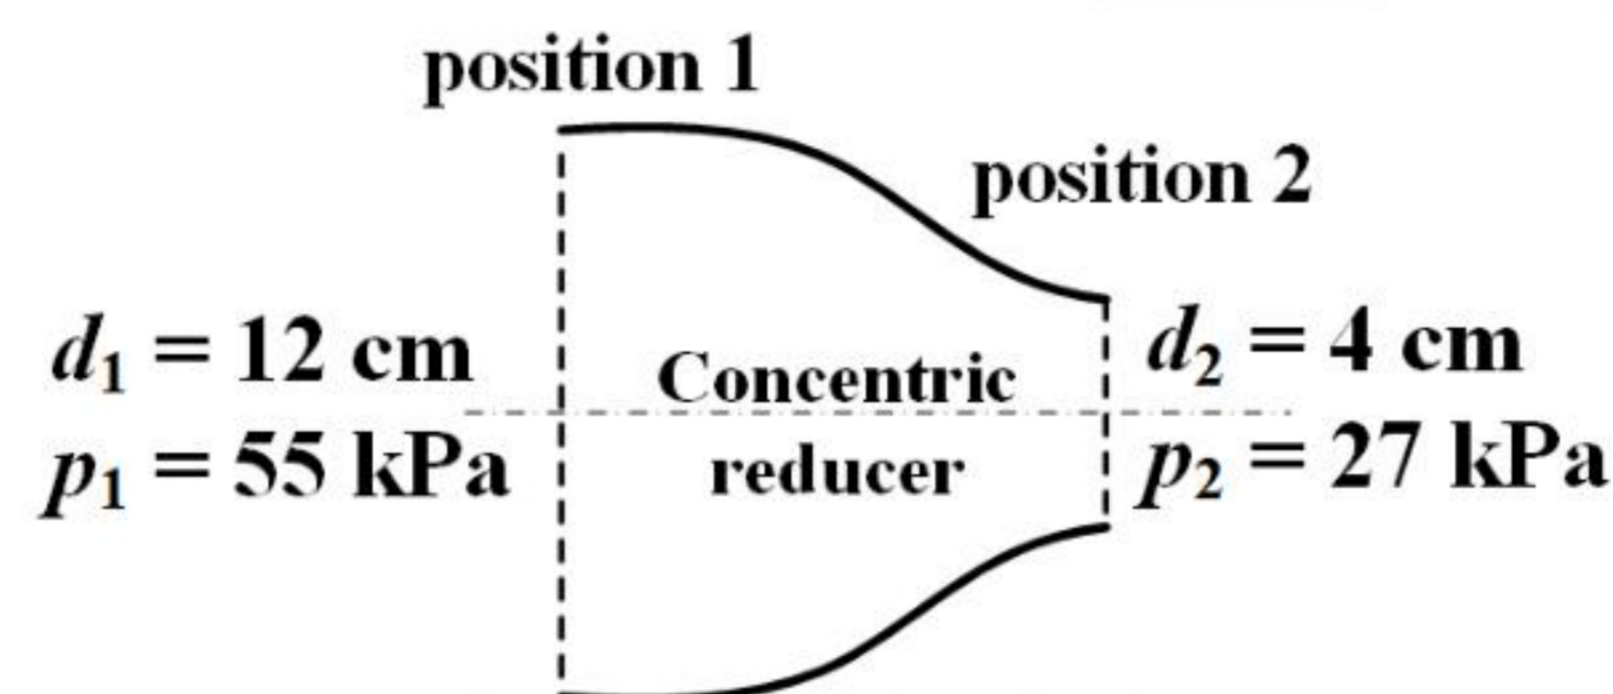 position 1
position 2
d₁ = 12 cm
p₁ = 55 kPa
Concentric
reducer
d₂ = 4 cm
p₂ = 27 kPa